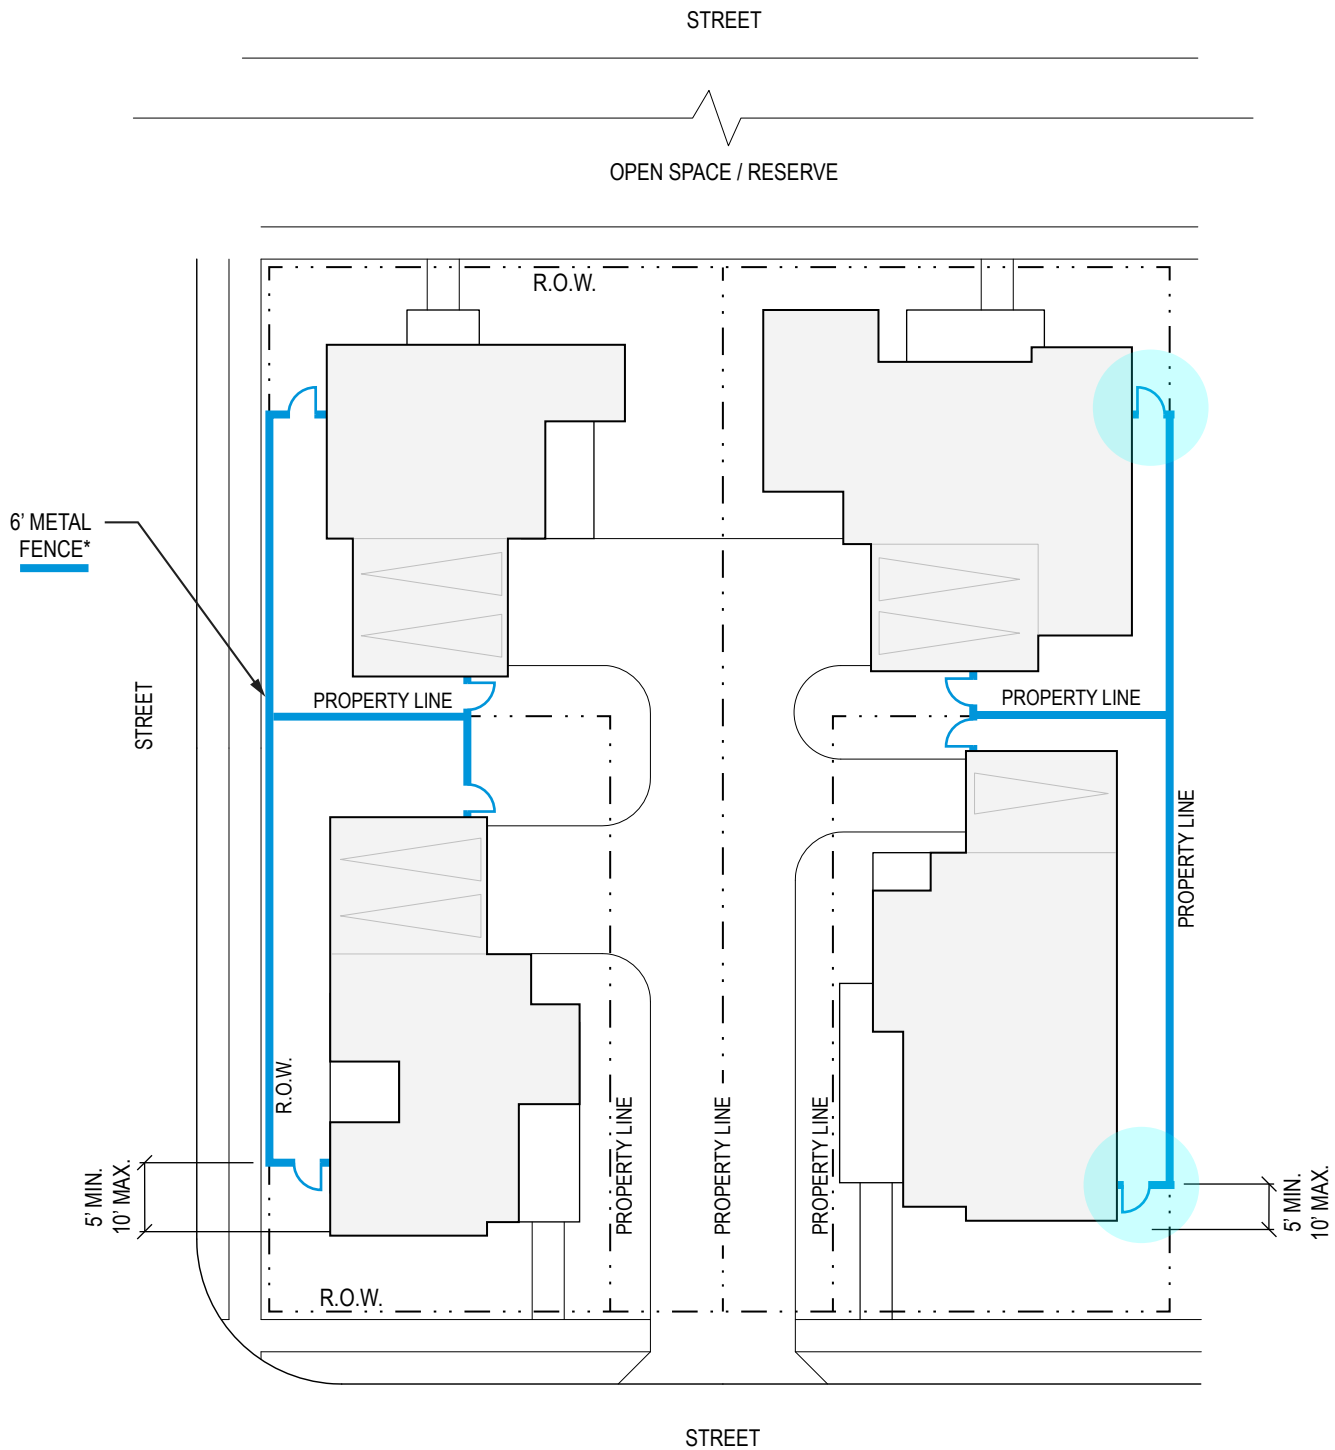 STREET
OPEN SPACE / RESERVE
R.O.W.
6' METAL
FENCE*
PROPERTY LINE
PROPERTY LINE
STREET
PROPERTY LINE
R.O.W.
PROPERTY LINE
PROPERTY LINE
PROPERTY LINE
5' MIN.
10' MAX.
5' MIN.
10' MAX.
R.O.W.
STREET